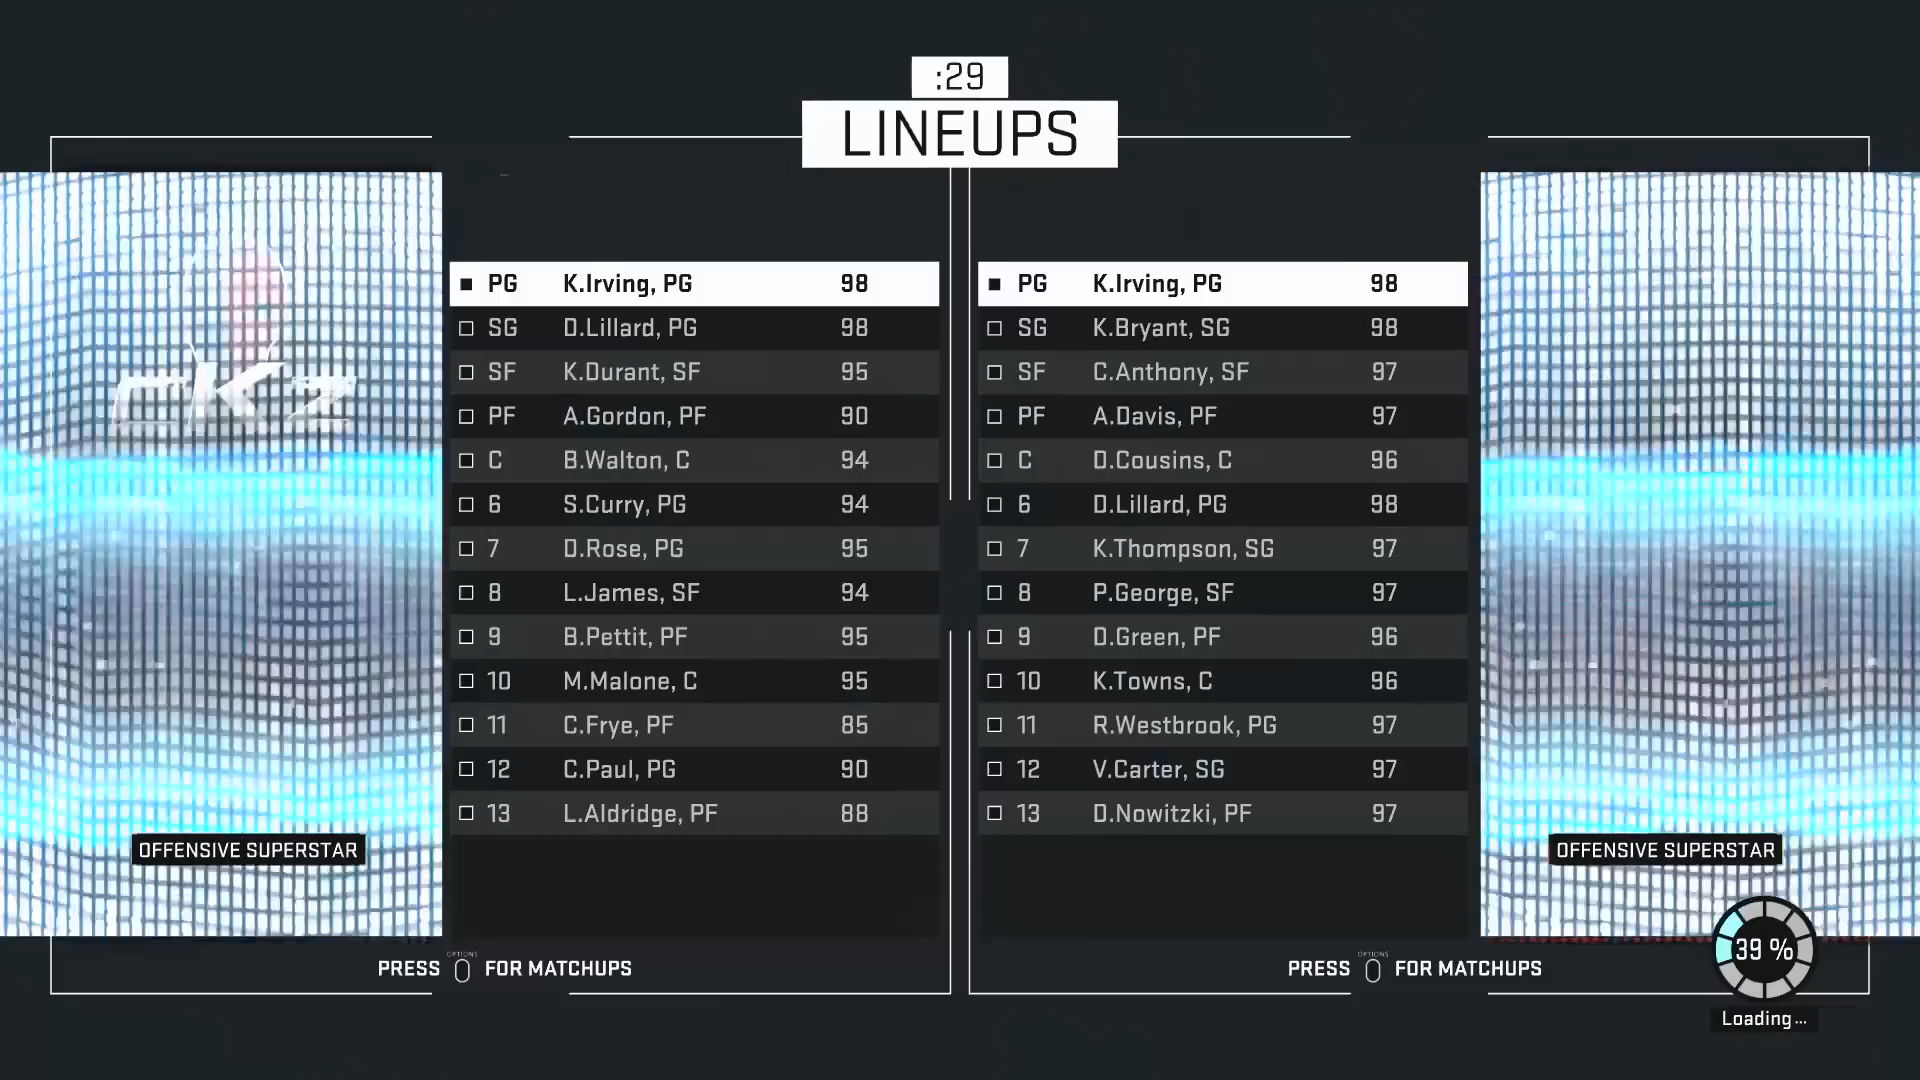 :29
LINEUPS
PG K.Irving, PG 98
SG D.Lillard, PG 98
SF K.Durant, SF 95
PF A.Gordon, PF 90
C B.Walton, C 94
6 S.Curry, PG 94
7 D.Rose, PG 95
8 L.James, SF 94
9 B.Pettit, PF 95
10 M.Malone, C 95
11 C.Frye, PF 85
12 C.Paul, PG 90
13 L.Aldridge, PF 88
OFFENSIVE SUPERSTAR
PRESS OPTIONS FOR MATCHUPS
PG K.Irving, PG 98
SG K.Bryant, SG 98
SF C.Anthony, SF 97
PF A.Davis, PF 97
C D.Cousins, C 96
6 D.Lillard, PG 98
7 K.Thompson, SG 97
8 P.George, SF 97
9 D.Green, PF 96
10 K.Towns, C 96
11 R.Westbrook, PG 97
12 V.Carter, SG 97
13 D.Nowitzki, PF 97
OFFENSIVE SUPERSTAR
PRESS OPTIONS FOR MATCHUPS
39 %
Loading...